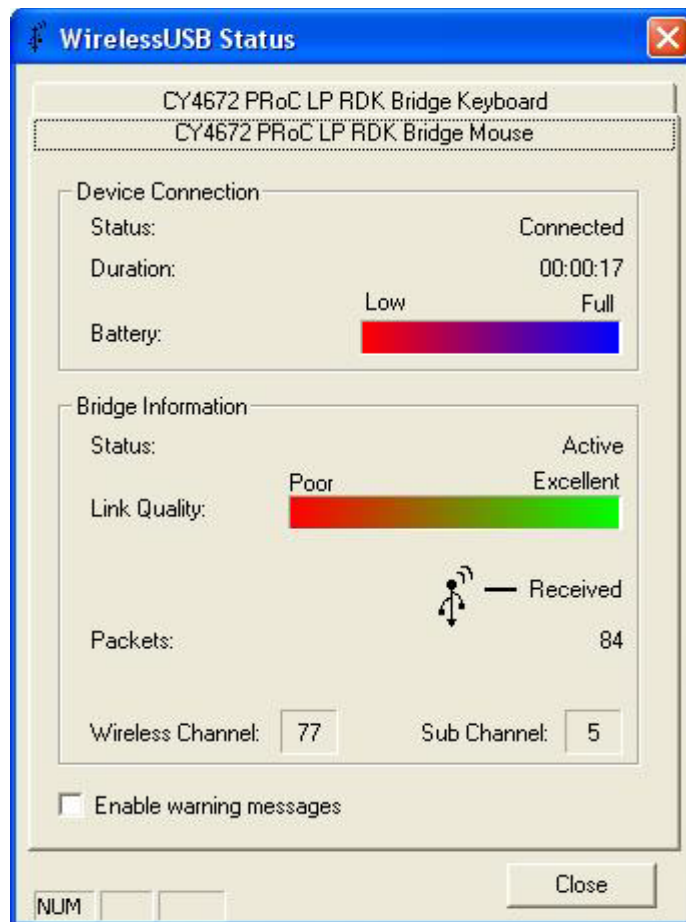 WirelessUSB Status
CY4672 PRoC LP RDK Bridge Keyboard
CY4672 PRoC LP RDK Bridge Mouse
Device Connection
Status: Connected
Duration: 00:00:17
Low Full
Battery:
Bridge Information
Status: Active
Poor Excellent
Link Quality:
Received
Packets: 84
Wireless Channel: 77 Sub Channel: 5
Enable warning messages
Close
NUM